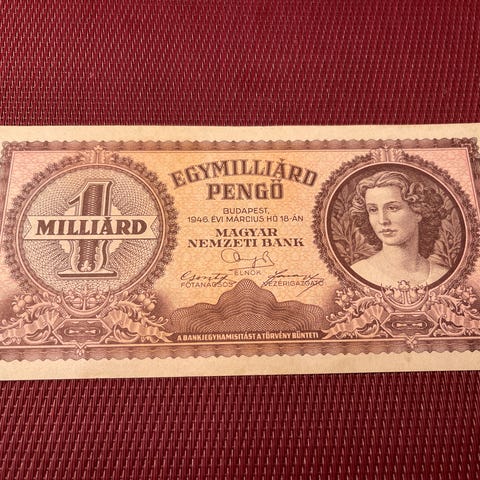 EGYMILLIÁRD
PENGŐ
BUDAPEST,
1946. ÉVI MÁRCIUS HÓ 18-ÁN
MAGYAR
NEMZETI BANK
1
MILLIÁRD
ELNÖK
FŐTANÁCSOS
VEZÉRIGAZGATÓ
A BANKJEGYHAMISÍTÁST A TÖRVÉNY BÜNTETI